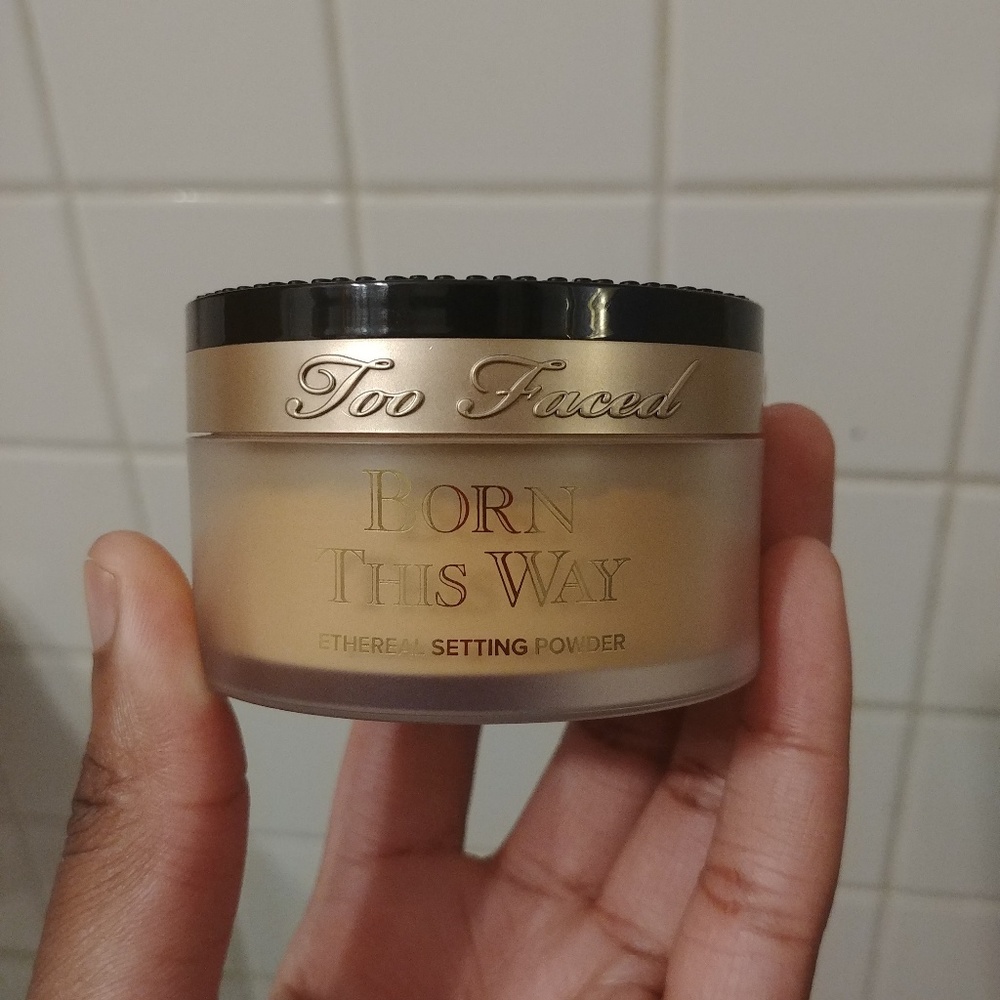 Too Faced
BORN
THIS WAY
ETHEREAL SETTING POWDER